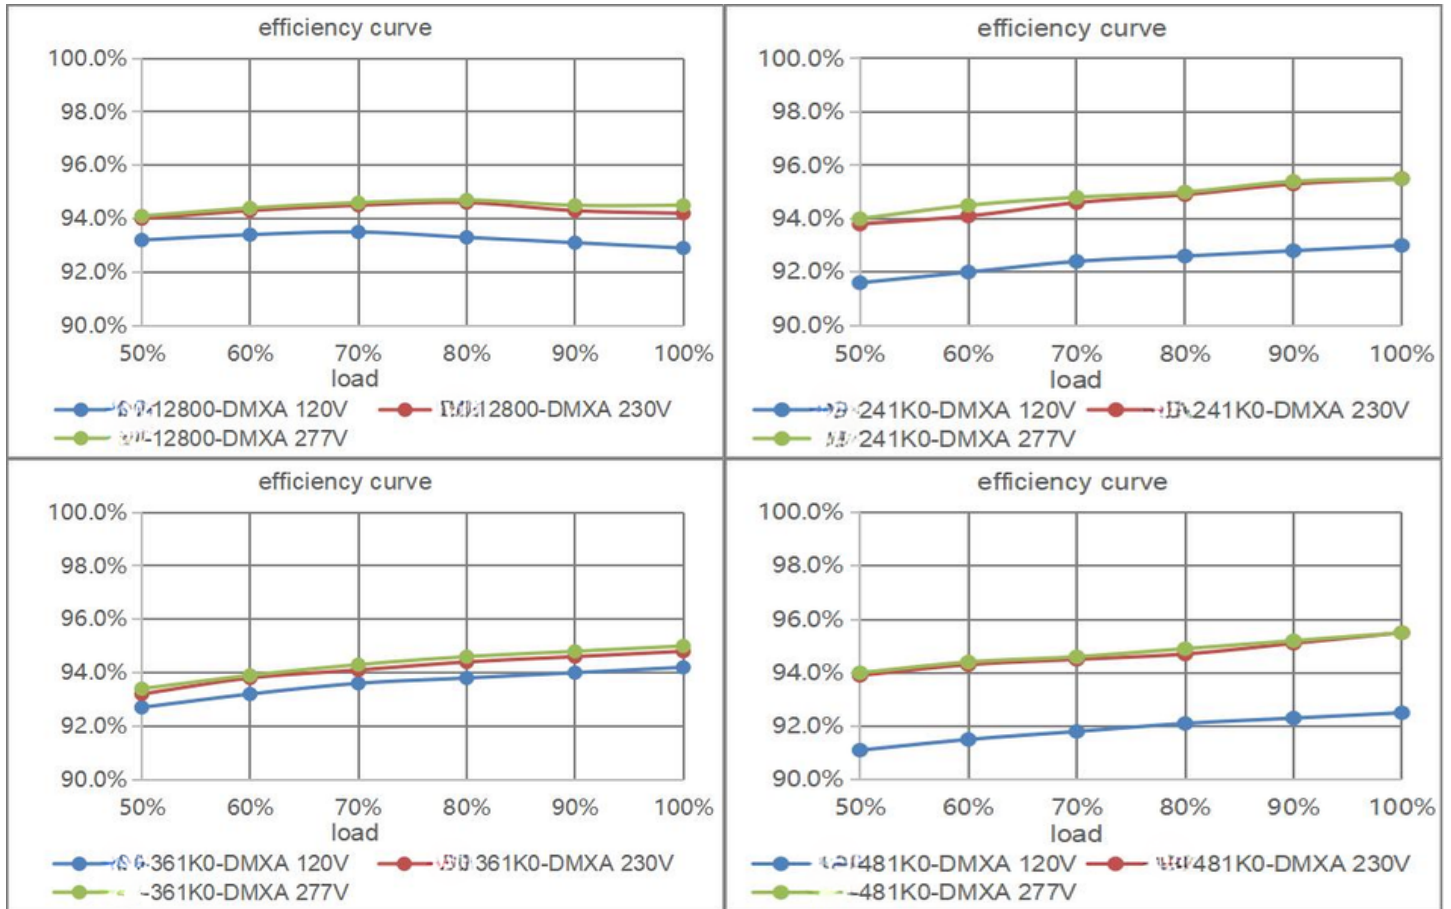 efficiency curve
100.0%
98.0%
96.0%
94.0%
92.0%
90.0%
50% 60% 70% 80% 90% 100%
load
12800-DMXA 120V 12800-DMXA 230V
12800-DMXA 277V
efficiency curve
100.0%
98.0%
96.0%
94.0%
92.0%
90.0%
50% 60% 70% 80% 90% 100%
load
241K0-DMXA 120V 241K0-DMXA 230V
241K0-DMXA 277V
efficiency curve
100.0%
98.0%
96.0%
94.0%
92.0%
90.0%
50% 60% 70% 80% 90% 100%
load
361K0-DMXA 120V 361K0-DMXA 230V
-361K0-DMXA 277V
efficiency curve
100.0%
98.0%
96.0%
94.0%
92.0%
90.0%
50% 60% 70% 80% 90% 100%
load
481K0-DMXA 120V 481K0-DMXA 230V
-481K0-DMXA 277V